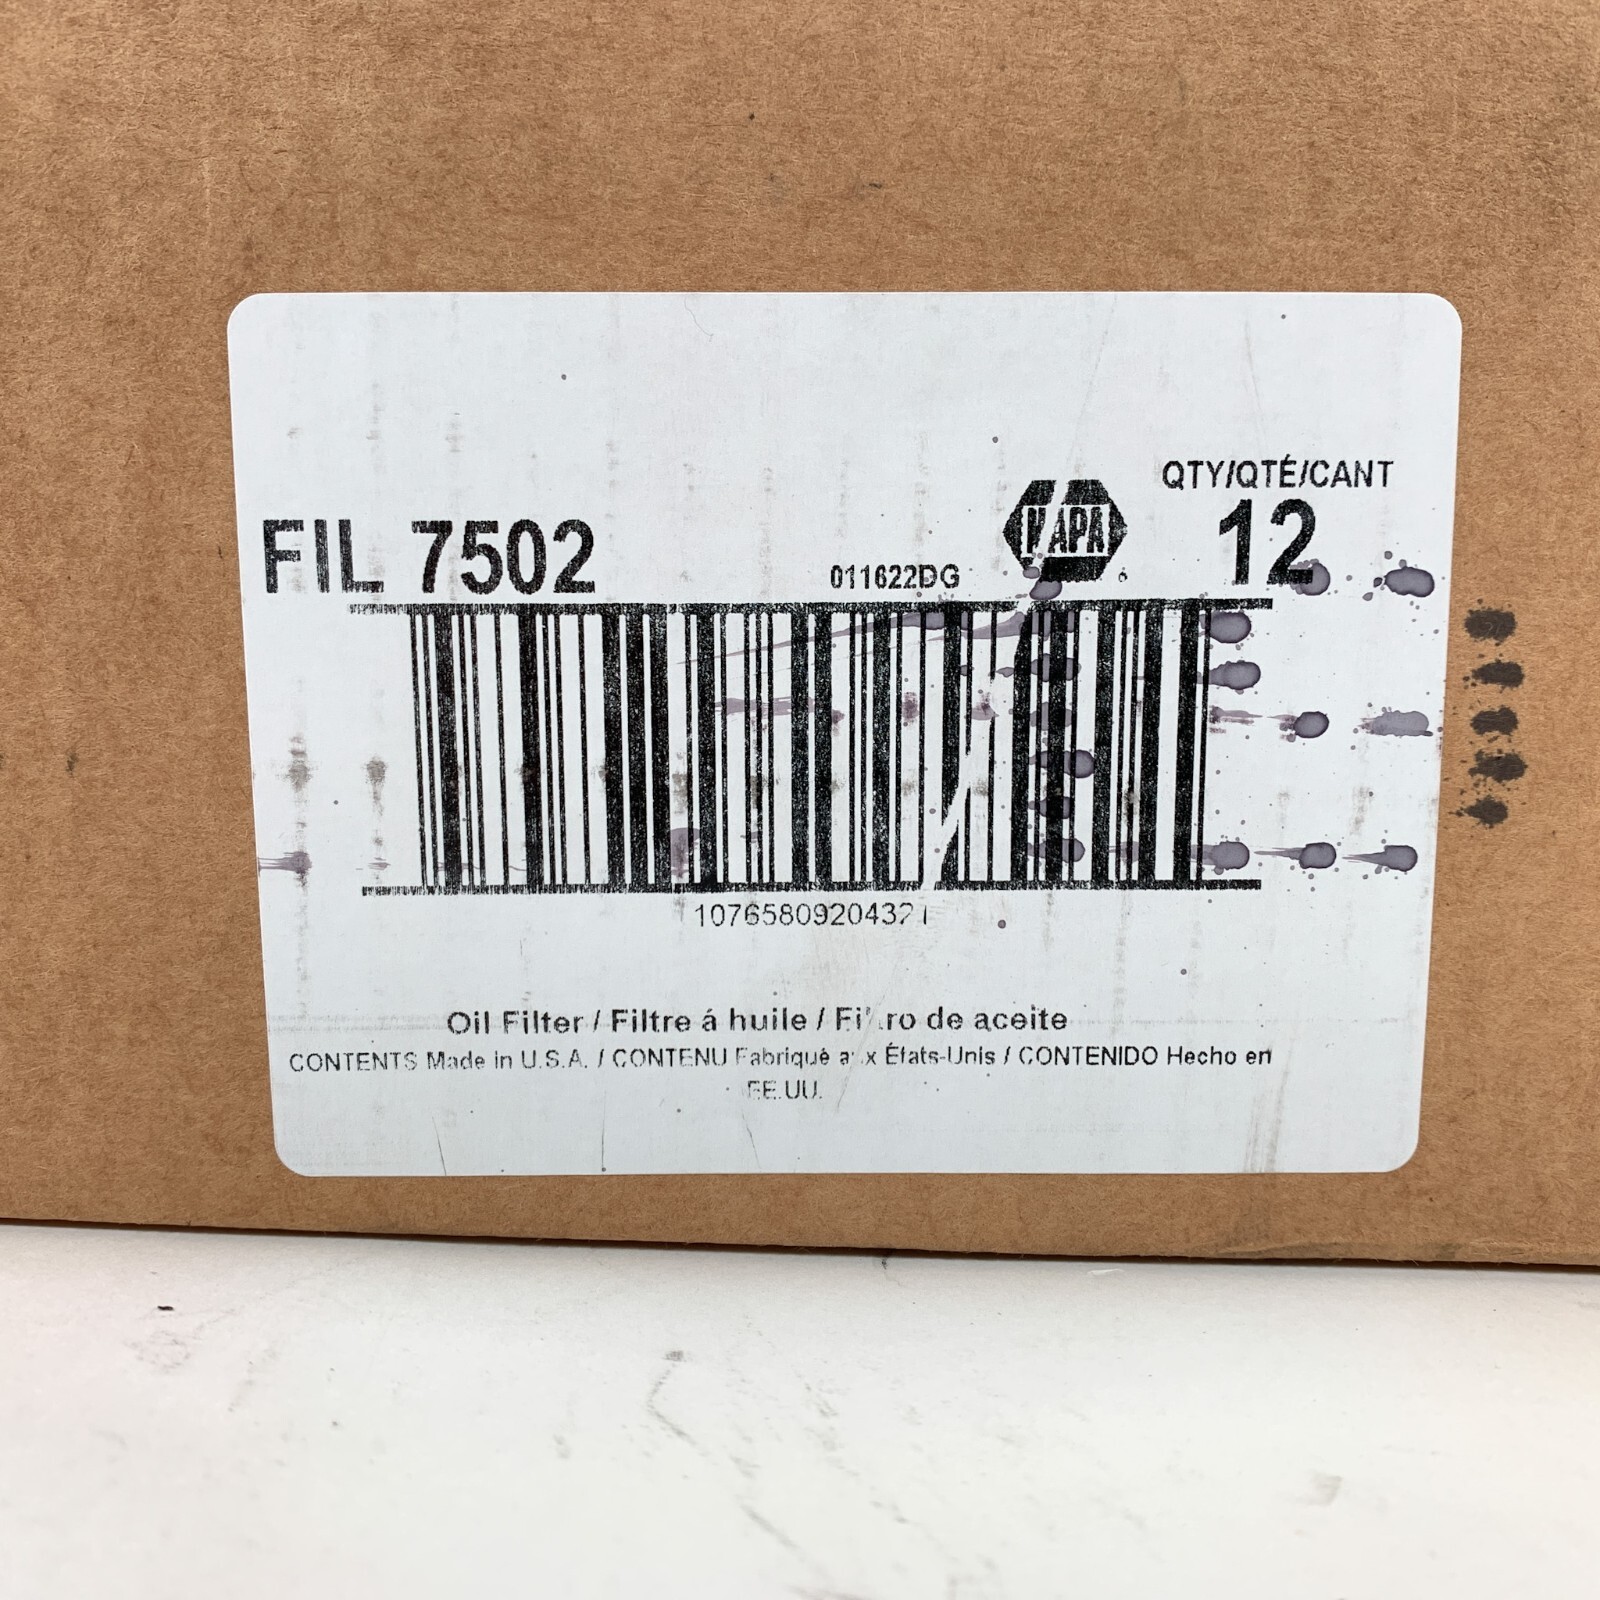 QTY/QTÉ/CANT
FIL 7502
011622DG
NAPA
12
10765809204321
Oil Filter / Filtre á huile / Filtro de aceite
CONTENTS Made in U.S.A. / CONTENU Fabriqué aux États-Unis / CONTENIDO Hecho en
EE.UU.